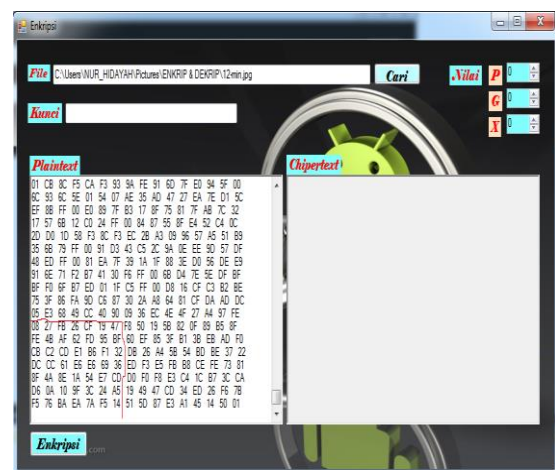 Enkripsi
File C:\Users\NUR_HIDAYAH\Pictures\ENKRIP & DEKRIP\12-min.jpg Cari Nilai P 0
G 0
Kunci X 0
Plaintext Chipertext
01 CB 8C F5 CA F3 93 9A FE 91 6D 7F E0 94 5F 00
6C 93 6C 5E 01 54 07 AE 35 AD 47 27 EA 7E D1 5C
EF 8B FF 00 E0 89 7F B3 17 8F 75 81 7F AB 7C 32
17 57 6B 12 C0 24 FF 00 84 87 55 8F E4 52 C4 0C
2D D0 1D 58 F3 8C F3 EC 2B A3 09 96 57 A5 51 B9
35 6B 79 FF 00 91 D3 43 C5 2C 9A 0E EE 9D 57 DF
48 ED FF 00 81 EA 7F 39 1A 1F 88 3E D0 56 DE E9
91 6E 71 F2 B7 41 30 F6 FF 00 6B D4 7E 5E DF BF
BF F0 6F B7 ED 01 1F C5 FF 00 D8 16 CF C3 B2 BE
75 3F 86 FA 9D C6 87 30 2A A8 64 81 CF DA AD DC
05 E3 68 49 CC 40 90 09 36 EC 4E 4F 27 A4 97 FE
08 27 FB 26 CF 19 47 F8 50 19 5B 82 0F 89 B5 8F
FE 4B AF 62 FD 95 BF 60 EF 85 3F B1 3B EB AD F0
CB C2 CD E1 B6 F1 32 DB 26 A4 5B 54 BD BE 37 22
DC CC 61 E6 E6 69 36 ED F3 E5 FB B8 CE FE 73 81
8F 4A 8E 1A 54 E7 CD D0 F0 F8 E3 C4 1C B7 3C CA
D6 0A 10 9F 3C 24 A5 19 49 47 CD 34 ED 26 F6 7B
F5 76 BA EA 7A F5 14 51 5D 87 E3 A1 45 14 50 01
Enkripsi .com